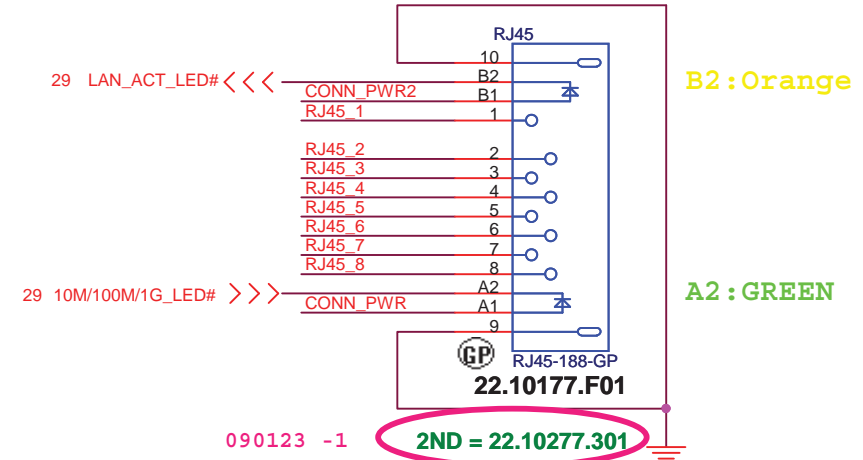 RJ45
10
29 LAN_ACT_LED# B2 B2:Orange
CONN_PWR2 B1
RJ45_1 1
RJ45_2 2
RJ45_3 3
RJ45_4 4
RJ45_5 5
RJ45_6 6
RJ45_7 7
RJ45_8 8
29 10M/100M/1G_LED# A2 A2:GREEN
CONN_PWR A1
9
GP RJ45-188-GP
22.10177.F01
090123 -1 2ND = 22.10277.301